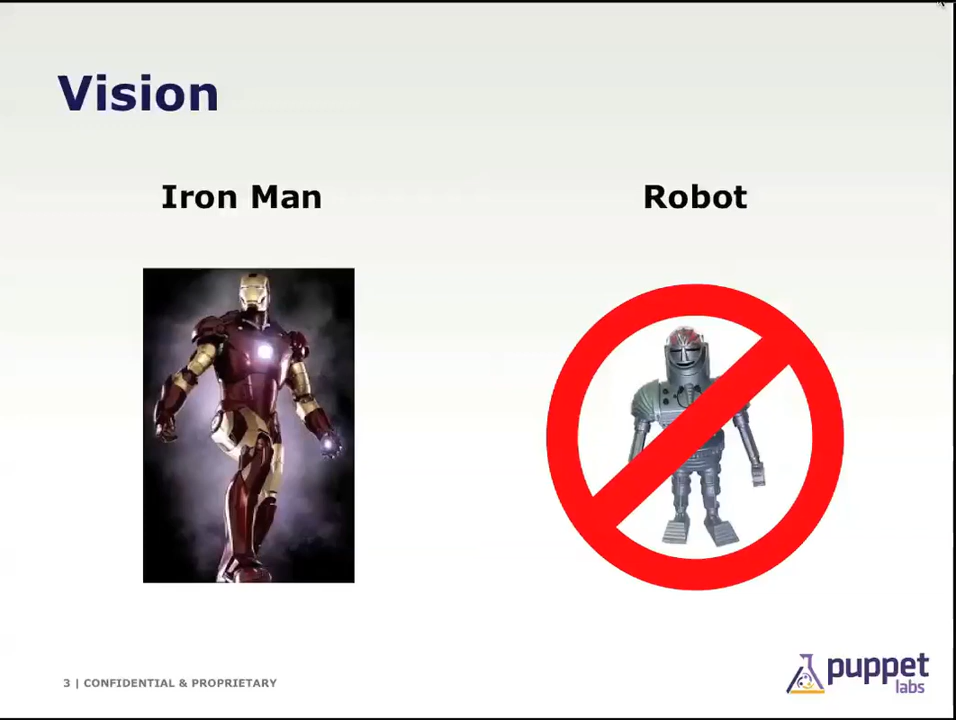 Vision
Iron Man
Robot
3 | CONFIDENTIAL & PROPRIETARY
puppet
labs